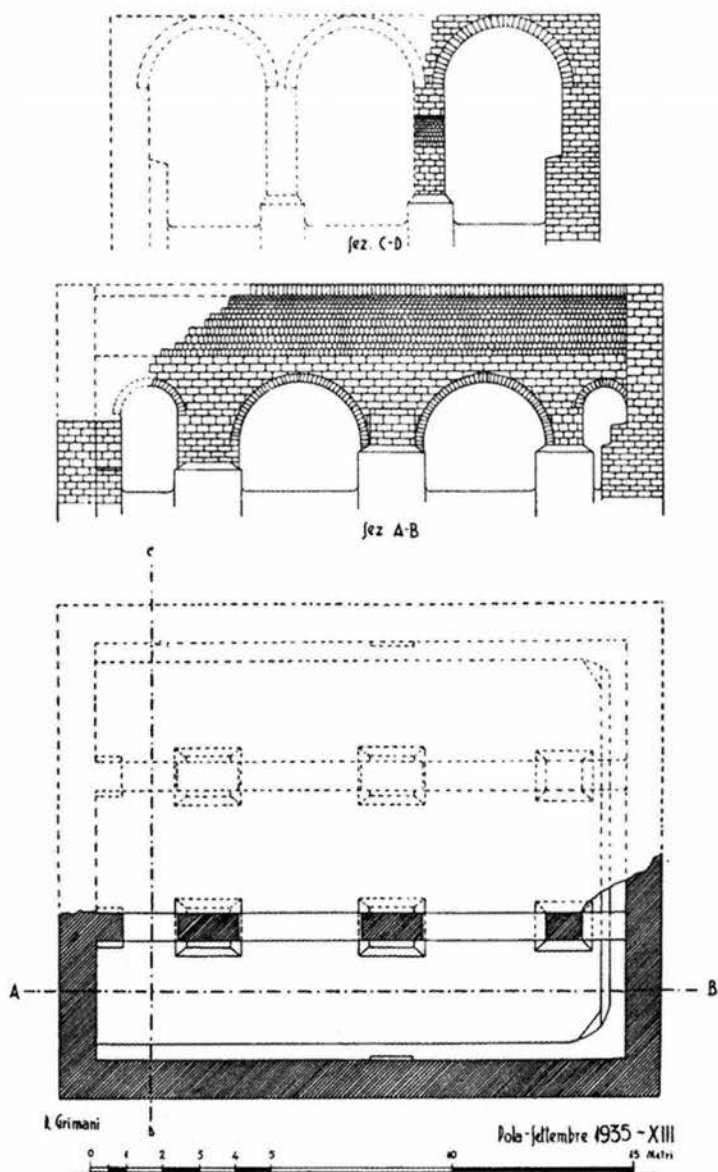 Sez. C-D
Sez A-B
C
A
B
D
K Grimani
Pola-Settembre 1935-XIII
0 1 2 3 4 5 10 15 Metri